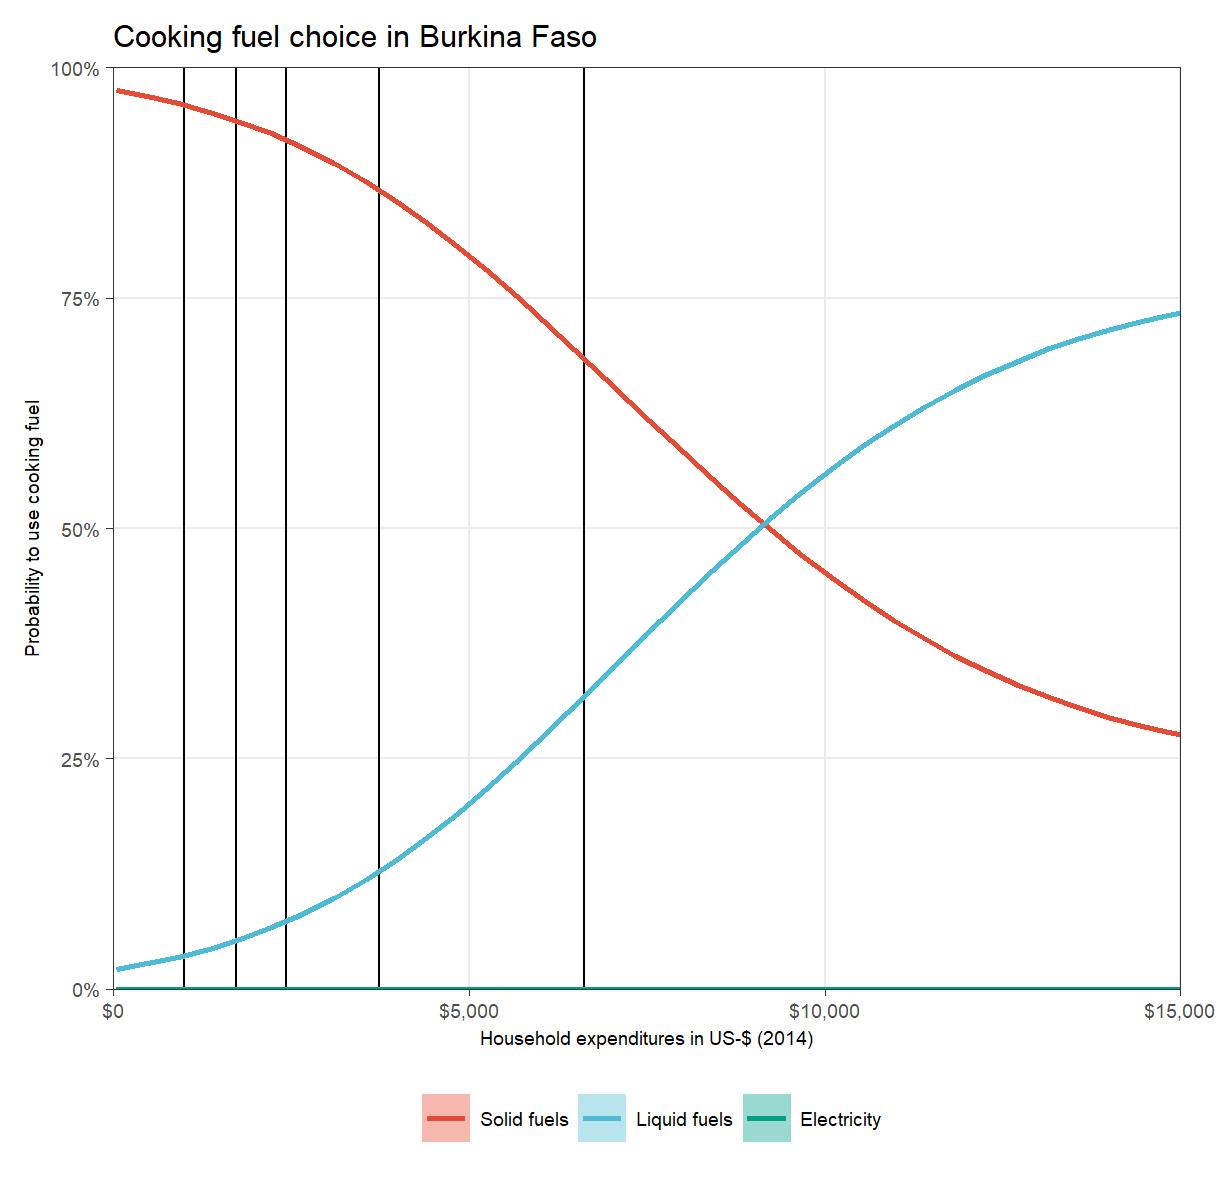 Cooking fuel choice in Burkina Faso
100%
75%
50%
25%
0%
Probability to use cooking fuel
$0 $5,000 $10,000 $15,000
Household expenditures in US-$ (2014)
Solid fuels Liquid fuels Electricity